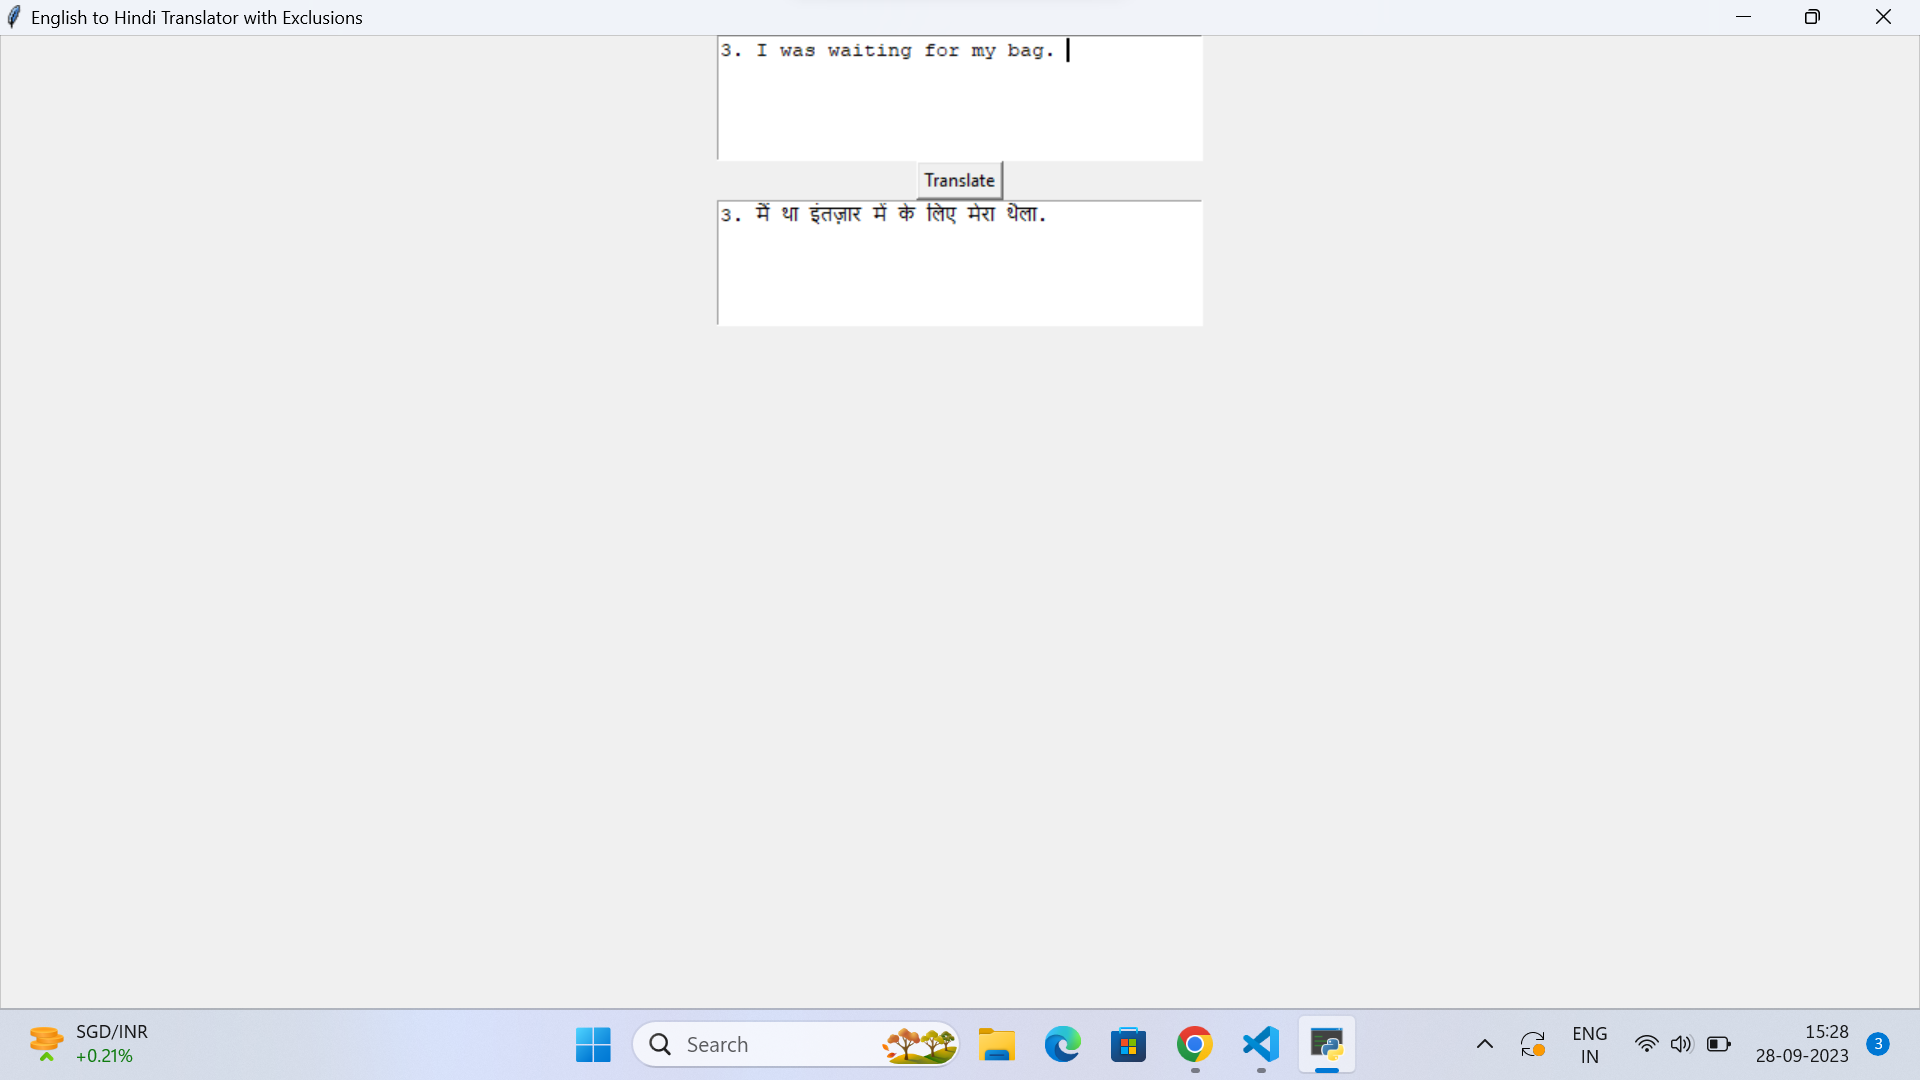 English to Hindi Translator with Exclusions
3. I was waiting for my bag.
Translate
3. मैं था इंतज़ार में के लिए मेरा थैला.
SGD/INR
+0.21%
Search
ENG
IN
15:28
28-09-2023
3